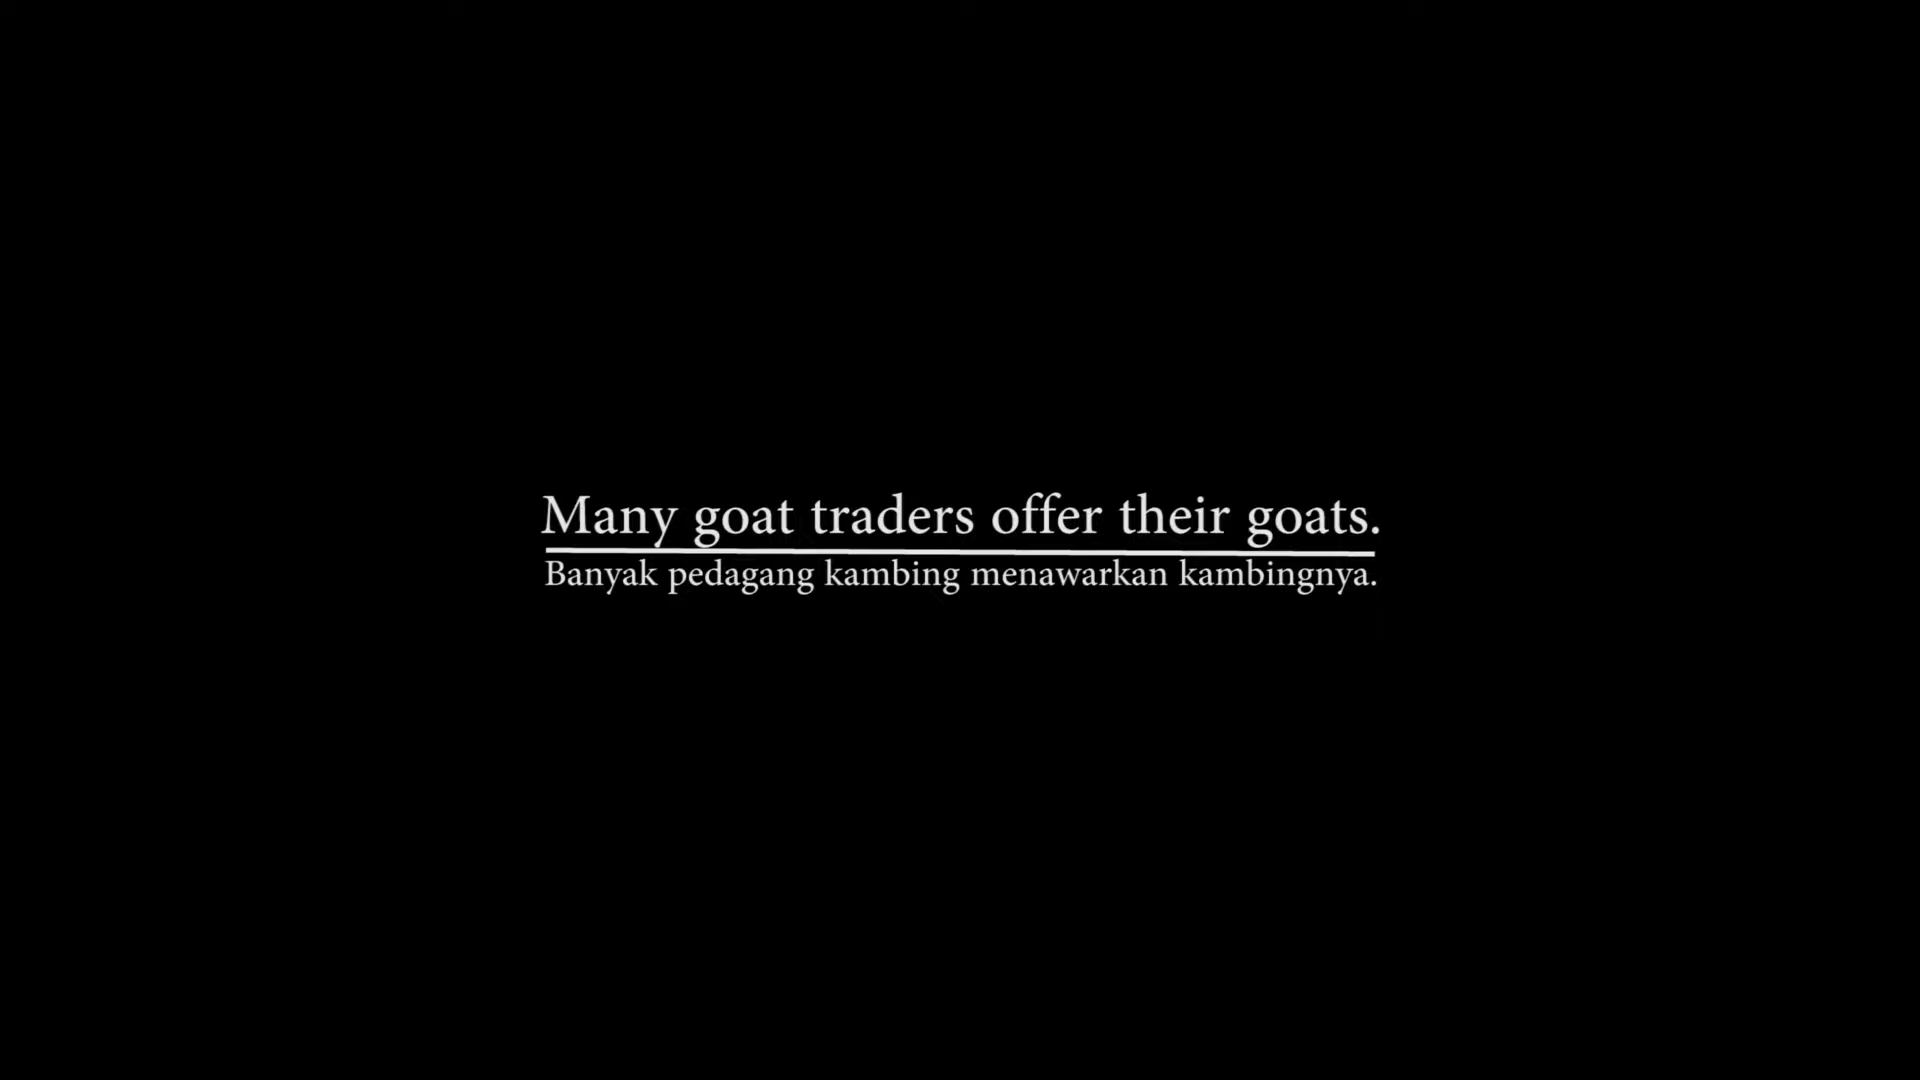 Many goat traders offer their goats.
Banyak pedagang kambing menawarkan kambingnya.